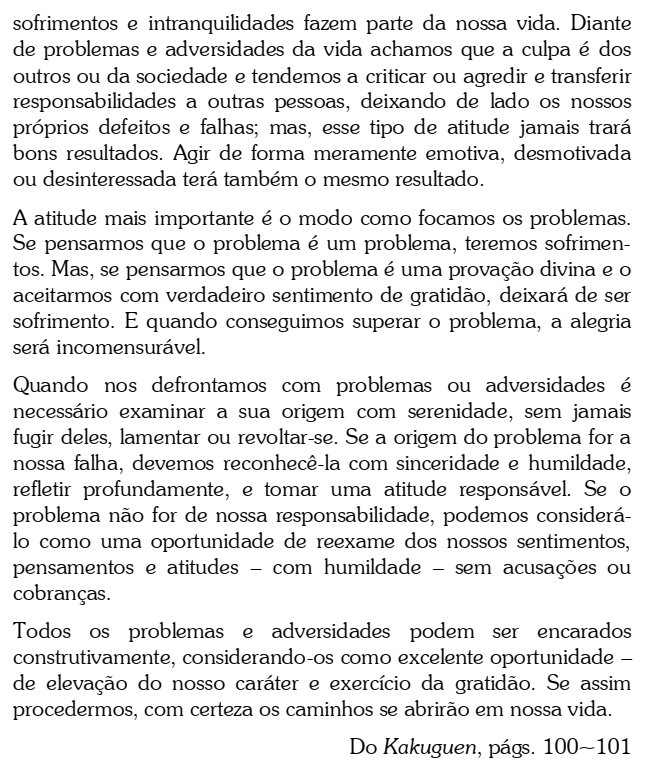 sofrimentos e intranquilidades fazem parte da nossa vida. Diante
de problemas e adversidades da vida achamos que a culpa é dos
outros ou da sociedade e tendemos a criticar ou agredir e transferir
responsabilidades a outras pessoas, deixando de lado os nossos
próprios defeitos e falhas; mas, esse tipo de atitude jamais trará
bons resultados. Agir de forma meramente emotiva, desmotivada
ou desinteressada terá também o mesmo resultado.
A atitude mais importante é o modo como focamos os problemas.
Se pensarmos que o problema é um problema, teremos sofrimen-
tos. Mas, se pensarmos que o problema é uma provação divina e o
aceitarmos com verdadeiro sentimento de gratidão, deixará de ser
sofrimento. E quando conseguimos superar o problema, a alegria
será incomensurável.
Quando nos defrontamos com problemas ou adversidades é
necessário examinar a sua origem com serenidade, sem jamais
fugir deles, lamentar ou revoltar-se. Se a origem do problema for a
nossa falha, devemos reconhecê-la com sinceridade e humildade,
refletir profundamente, e tomar uma atitude responsável. Se o
problema não for de nossa responsabilidade, podemos considerá-
lo como uma oportunidade de reexame dos nossos sentimentos,
pensamentos e atitudes – com humildade – sem acusações ou
cobranças.
Todos os problemas e adversidades podem ser encarados
construtivamente, considerando-os como excelente oportunidade –
de elevação do nosso caráter e exercício da gratidão. Se assim
procedermos, com certeza os caminhos se abrirão em nossa vida.
Do Kakuguen, págs. 100~101